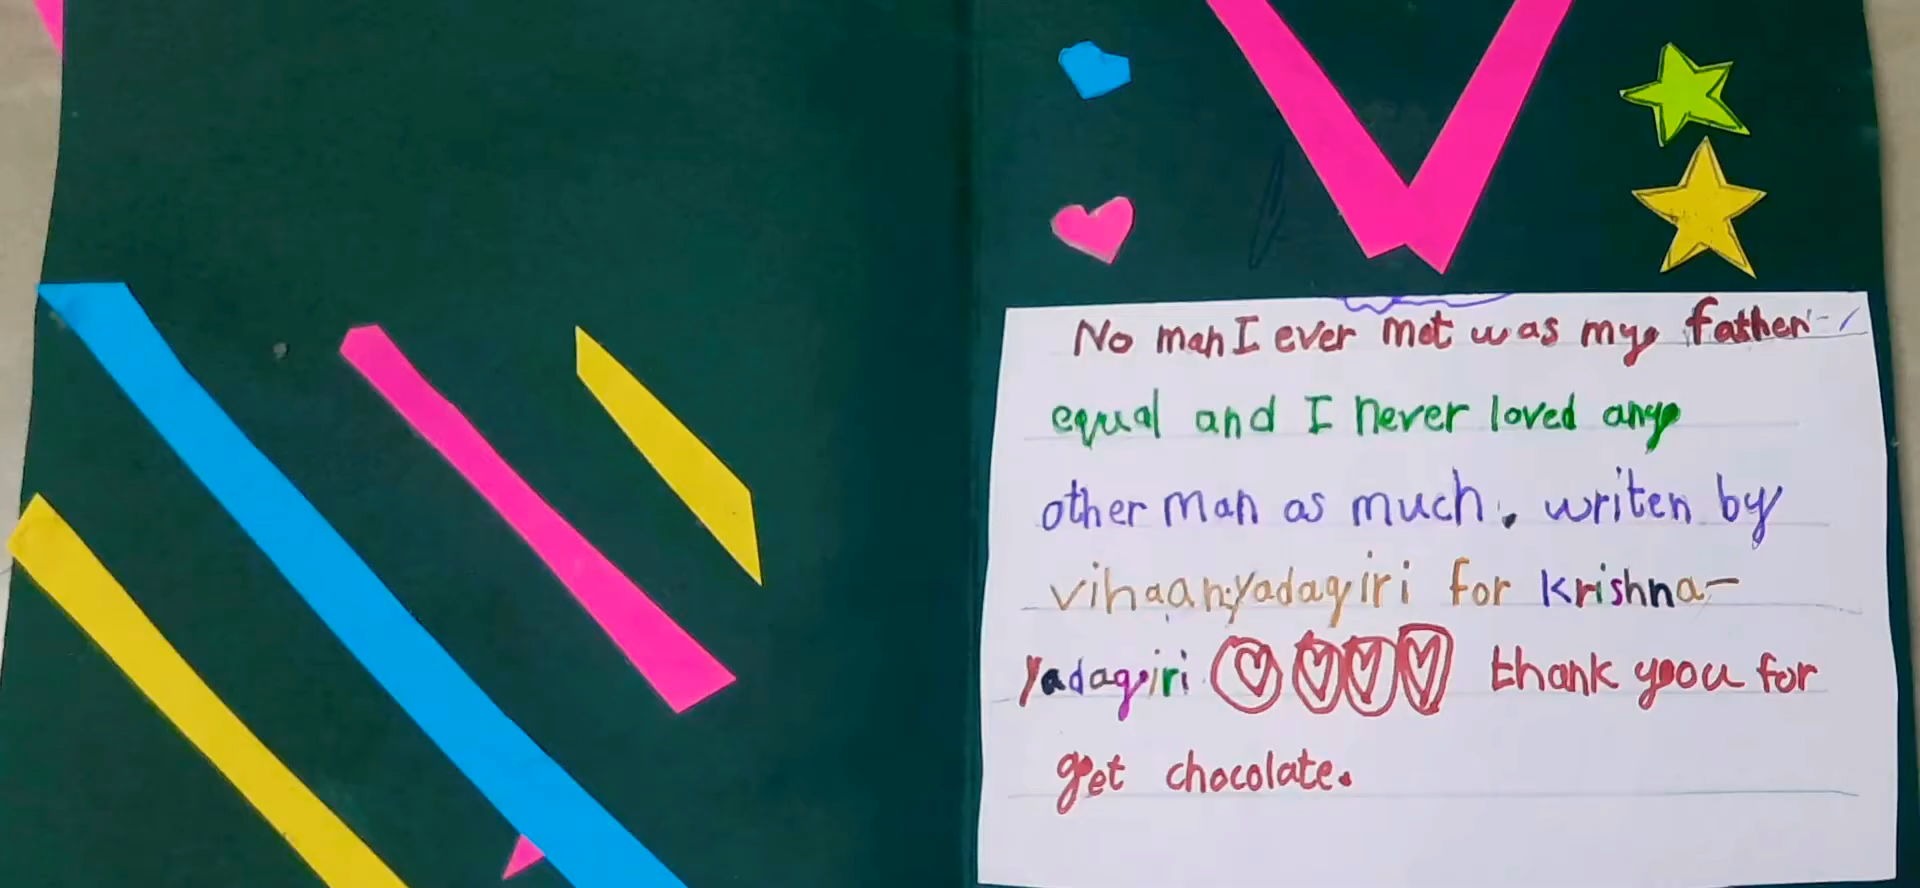 No man I ever met was my father-
equal and I never loved any
other man as much. writen by
vihaanyadagiri for krishna-
yadagiri thank yoou for
get chocolate.